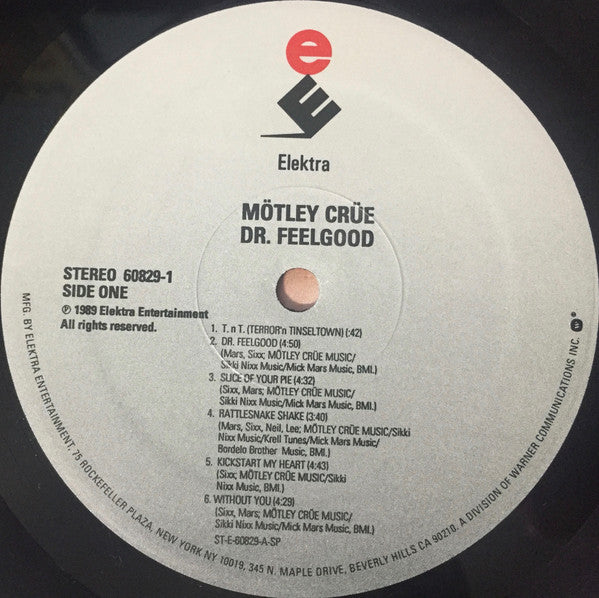 e
E
Elektra
MÖTLEY CRÜE
DR. FEELGOOD
STEREO 60829-1
SIDE ONE
℗ 1989 Elektra Entertainment
All rights reserved.
1. T. n T. (TERROR'n TINSELTOWN) (:42)
2. DR. FEELGOOD (4:50)
(Mars, Sixx; MÖTLEY CRÜE MUSIC/
Sikki Nixx Music/Mick Mars Music, BMI.)
3. SLICE OF YOUR PIE (4:32)
(Sixx, Mars; MÖTLEY CRÜE MUSIC/
Sikki Nixx Music/Mick Mars Music, BMI.)
4. RATTLESNAKE SHAKE (3:40)
(Mars, Sixx, Neil, Lee; MÖTLEY CRÜE MUSIC/Sikki
Nixx Music/Krell Tunes/Mick Mars Music/
Bordelo Brother Music, BMI.)
5. KICKSTART MY HEART (4:43)
(Sixx; MÖTLEY CRÜE MUSIC/Sikki
Nixx Music, BMI.)
6. WITHOUT YOU (4:29)
(Sixx, Mars; MÖTLEY CRÜE MUSIC/
Sikki Nixx Music/Mick Mars Music, BMI.)
ST-E-60829-A-SP
MFG. BY ELEKTRA ENTERTAINMENT, 75 ROCKEFELLER PLAZA, NEW YORK NY 10019, 345 N. MAPLE DRIVE, BEVERLY HILLS CA 90210. A DIVISION OF WARNER COMMUNICATIONS INC. W ®